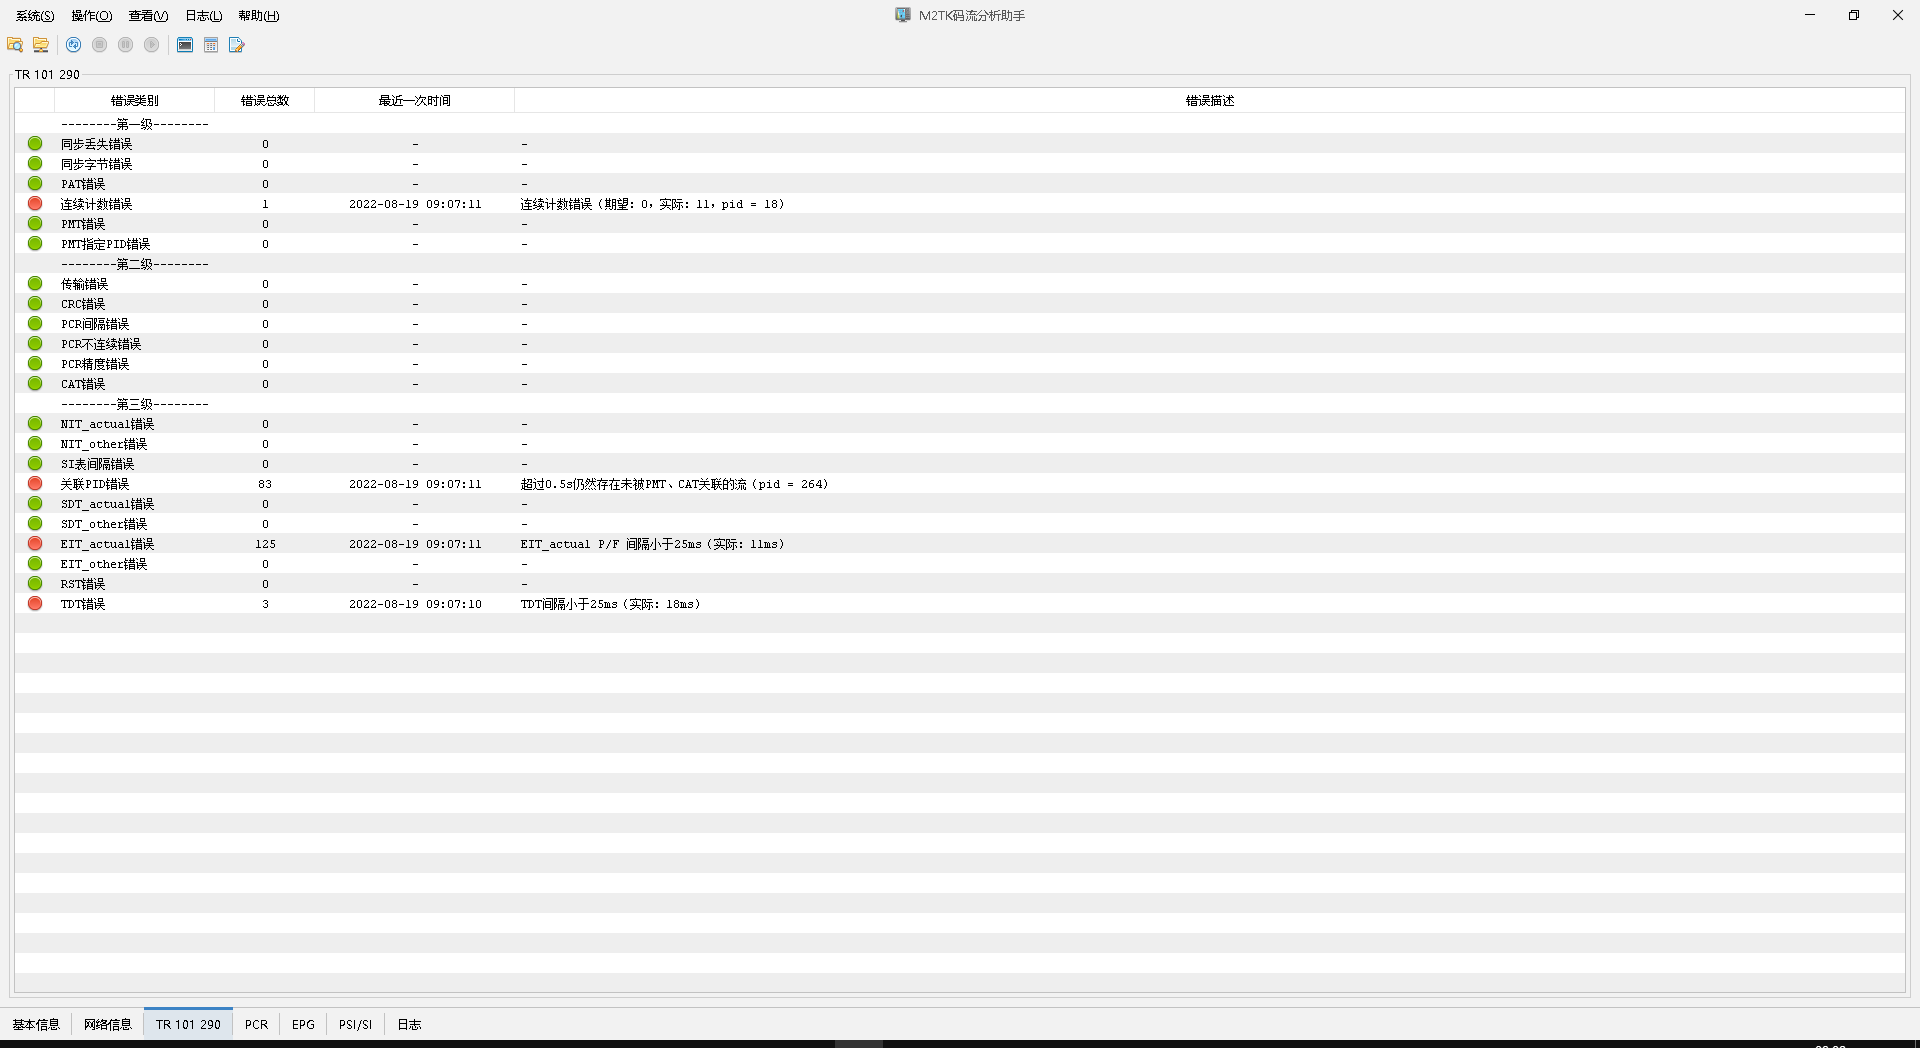 系统(S) 操作(O) 查看(V) 日志(L) 帮助(H) M2TK码流分析助手
TR 101 290
错误类别 错误总数 最近一次时间 错误描述
--------第一级--------
同步丢失错误 0 - -
同步字节错误 0 - -
PAT错误 0 - -
连续计数错误 1 2022-08-19 09:07:11 连续计数错误（期望：0，实际：11，pid = 18）
PMT错误 0 - -
PMT指定PID错误 0 - -
--------第二级--------
传输错误 0 - -
CRC错误 0 - -
PCR间隔错误 0 - -
PCR不连续错误 0 - -
PCR精度错误 0 - -
CAT错误 0 - -
--------第三级--------
NIT_actual错误 0 - -
NIT_other错误 0 - -
SI表间隔错误 0 - -
关联PID错误 83 2022-08-19 09:07:11 超过0.5s仍然存在未被PMT、CAT关联的流（pid = 264）
SDT_actual错误 0 - -
SDT_other错误 0 - -
EIT_actual错误 125 2022-08-19 09:07:11 EIT_actual P/F 间隔小于25ms（实际：11ms）
EIT_other错误 0 - -
RST错误 0 - -
TDT错误 3 2022-08-19 09:07:10 TDT间隔小于25ms（实际：18ms）
基本信息 网络信息 TR 101 290 PCR EPG PSI/SI 日志